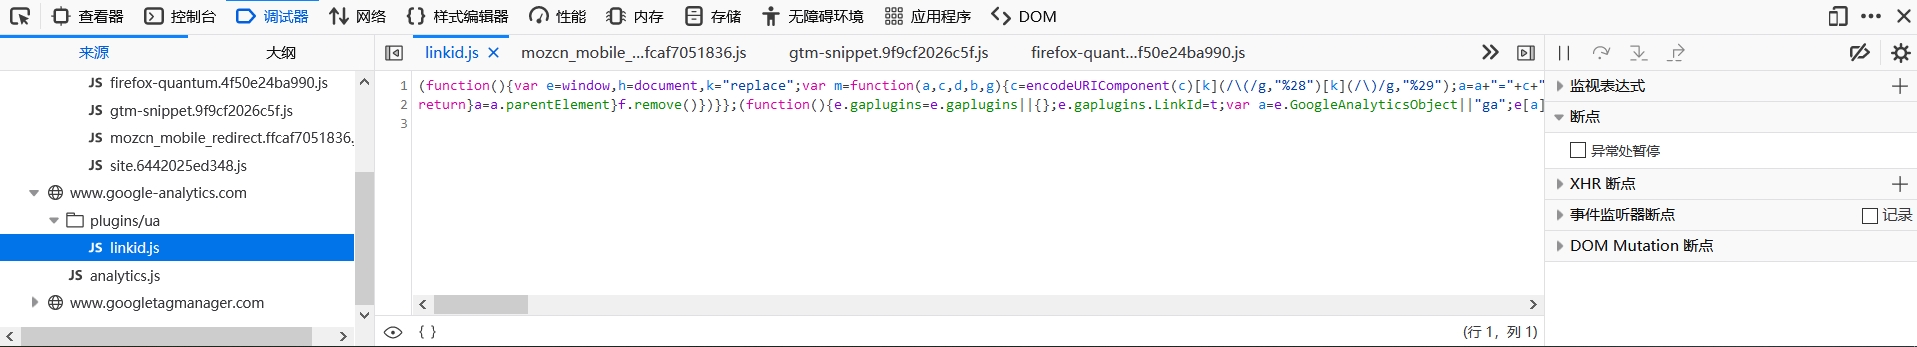 查看器 控制台 调试器 网络 样式编辑器 性能 内存 存储 无障碍环境 应用程序 DOM
来源 大纲
JS firefox-quantum.4f50e24ba990.js
JS gtm-snippet.9f9cf2026c5f.js
JS mozcn_mobile_redirect.ffcaf7051836.
JS site.6442025ed348.js
www.google-analytics.com
plugins/ua
JS linkid.js
JS analytics.js
www.googletagmanager.com
linkid.js mozcn_mobile_...fcaf7051836.js gtm-snippet.9f9cf2026c5f.js firefox-quant...f50e24ba990.js
1 (function(){var e=window,h=document,k="replace";var m=function(a,c,d,b,g){c=encodeURIComponent(c)[k](/\(/g,"%28")[k](/\)/g,"%29");a=a+"="+c+"
2 return}a=a.parentElement}f.remove()})}};(function(){e.gaplugins=e.gaplugins||{};e.gaplugins.LinkId=t;var a=e.GoogleAnalyticsObject||"ga";e[a]
3
{ } (行 1, 列 1)
监视表达式
断点
异常处暂停
XHR 断点
事件监听器断点 记录
DOM Mutation 断点